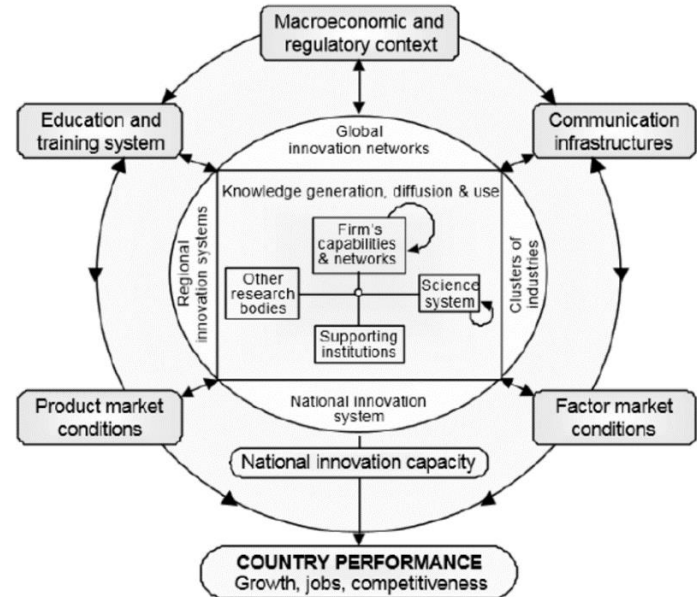 Macroeconomic and
regulatory context
Education and
training system
Communication
infrastructures
Global
innovation networks
Knowledge generation, diffusion & use
Firm's
capabilities
& networks
Regional
innovation systems
Clusters of
industries
Other
research
bodies
Science
system
Supporting
institutions
Product market
conditions
National innovation
system
Factor market
conditions
National innovation capacity
COUNTRY PERFORMANCE
Growth, jobs, competitiveness